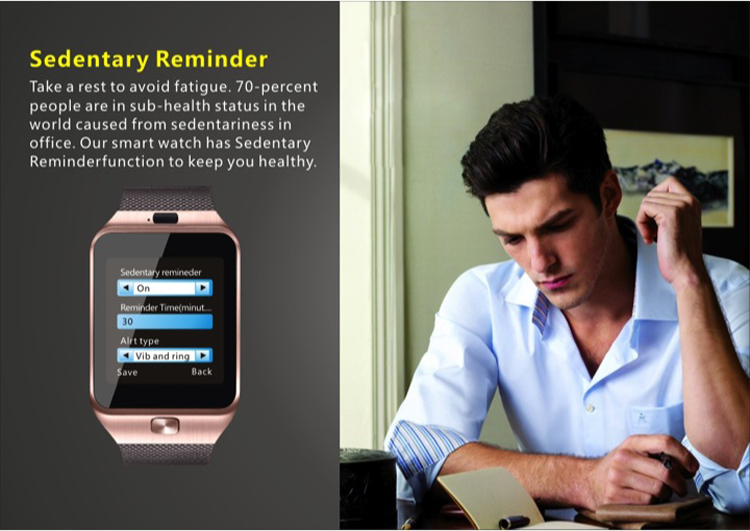 Sedentary Reminder
Take a rest to avoid fatigue. 70-percent
people are in sub-health status in the
world caused from sedentariness in
office. Our smart watch has Sedentary
Reminderfunction to keep you healthy.
Sedentary remineder
On
Reminder Time(minut...
30
Alrt type
Vib and ring
Save Back